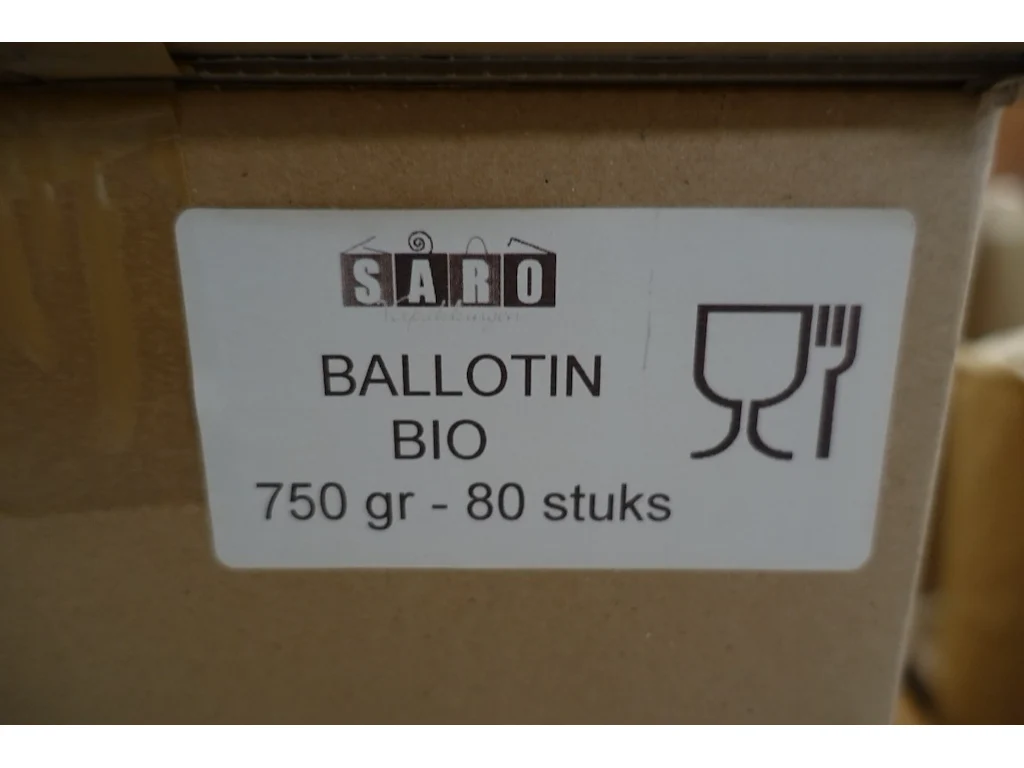 SARO
BALLOTIN
BIO
750 gr - 80 stuks